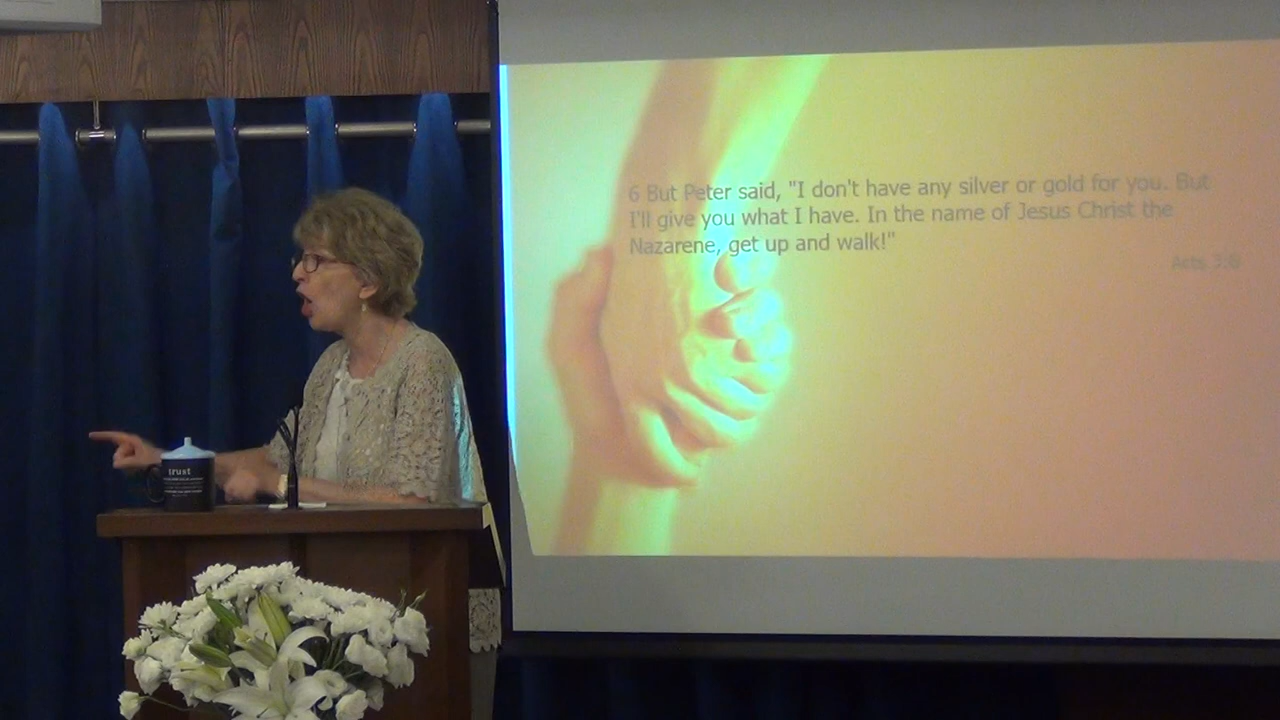 6 But Peter said, "I don't have any silver or gold for you. But
I'll give you what I have. In the name of Jesus Christ the
Nazarene, get up and walk!"
Acts 3:6
trust